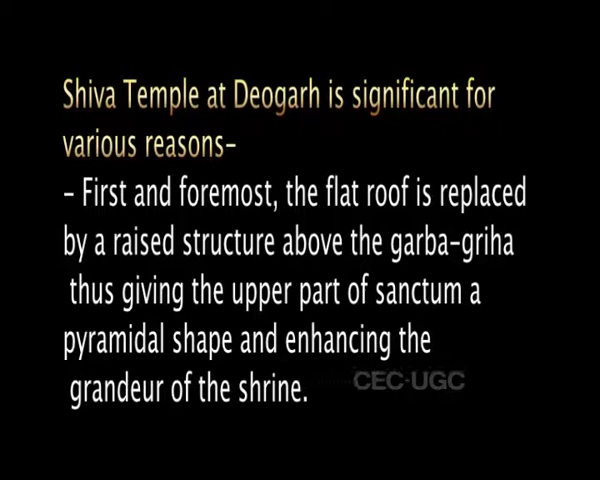 Shiva Temple at Deogarh is significant for
various reasons-
- First and foremost, the flat roof is replaced
by a raised structure above the garba-griha
thus giving the upper part of sanctum a
pyramidal shape and enhancing the
grandeur of the shrine.
CEC-UGC